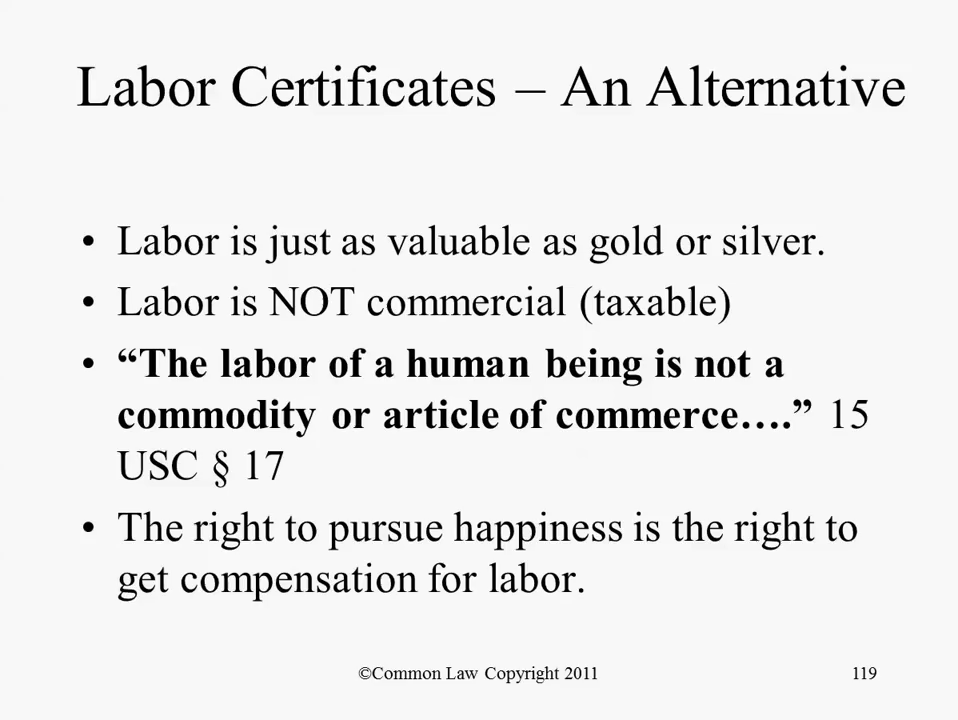 Labor Certificates – An Alternative
• Labor is just as valuable as gold or silver.
• Labor is NOT commercial (taxable)
• “The labor of a human being is not a
commodity or article of commerce….” 15
USC § 17
• The right to pursue happiness is the right to
get compensation for labor.
©Common Law Copyright 2011
119